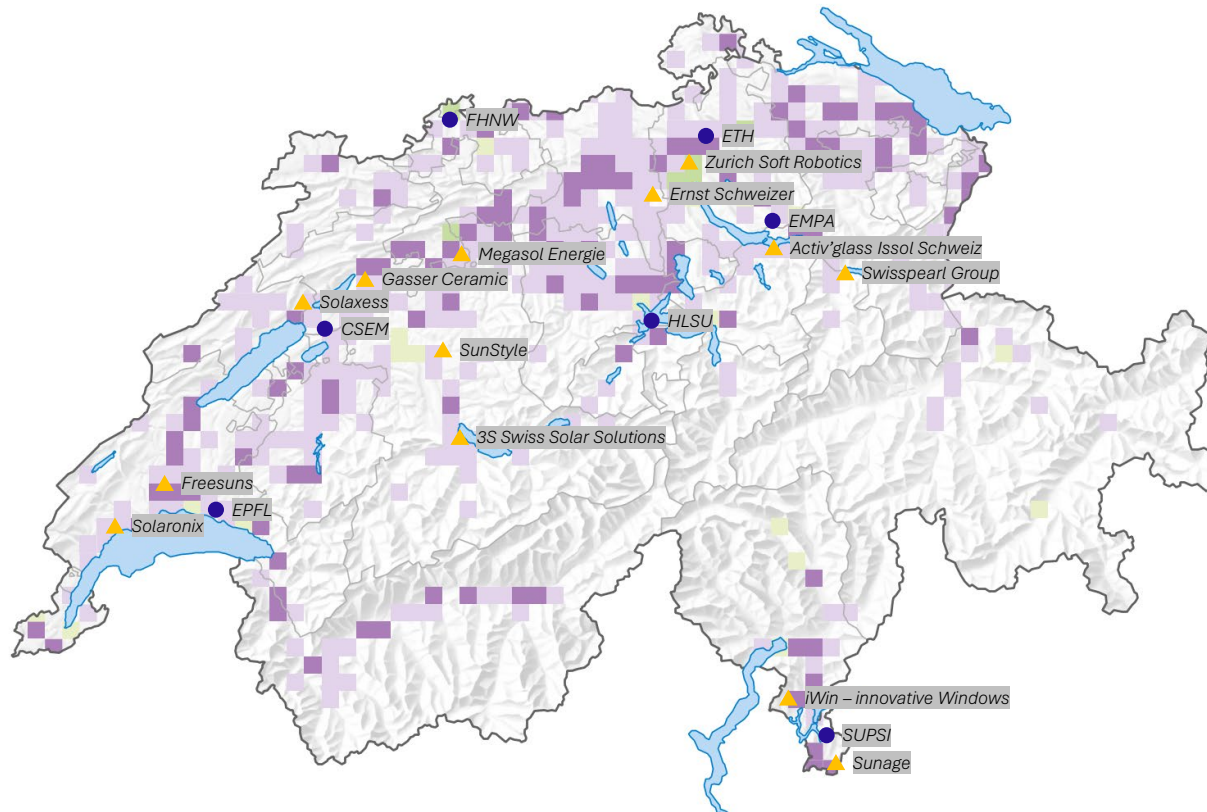 FHNW
ETH
Zurich Soft Robotics
Ernst Schweizer
EMPA
Activ'glass Issol Schweiz
Megasol Energie
Swisspearl Group
Gasser Ceramic
Solaxess
HLSU
CSEM
SunStyle
3S Swiss Solar Solutions
Freesuns
EPFL
Solaronix
iWin – innovative Windows
SUPSI
Sunage